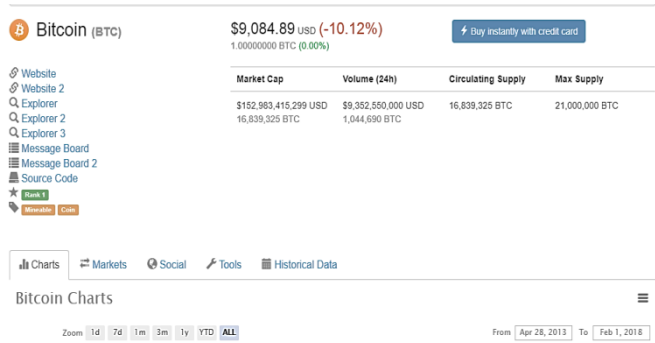 Bitcoin (BTC)
$9,084.89 USD (-10.12%)
1.00000000 BTC (0.00%)
Buy instantly with credit card
Website
Website 2
Explorer
Explorer 2
Explorer 3
Message Board
Message Board 2
Source Code
Rank 1
Mineable Coin
Market Cap Volume (24h) Circulating Supply Max Supply
$152,983,415,299 USD $9,352,550,000 USD 16,839,325 BTC 21,000,000 BTC
16,839,325 BTC 1,044,690 BTC
Charts Markets Social Tools Historical Data
Bitcoin Charts
Zoom 1d 7d 1m 3m 1y YTD ALL From Apr 28, 2013 To Feb 1, 2018